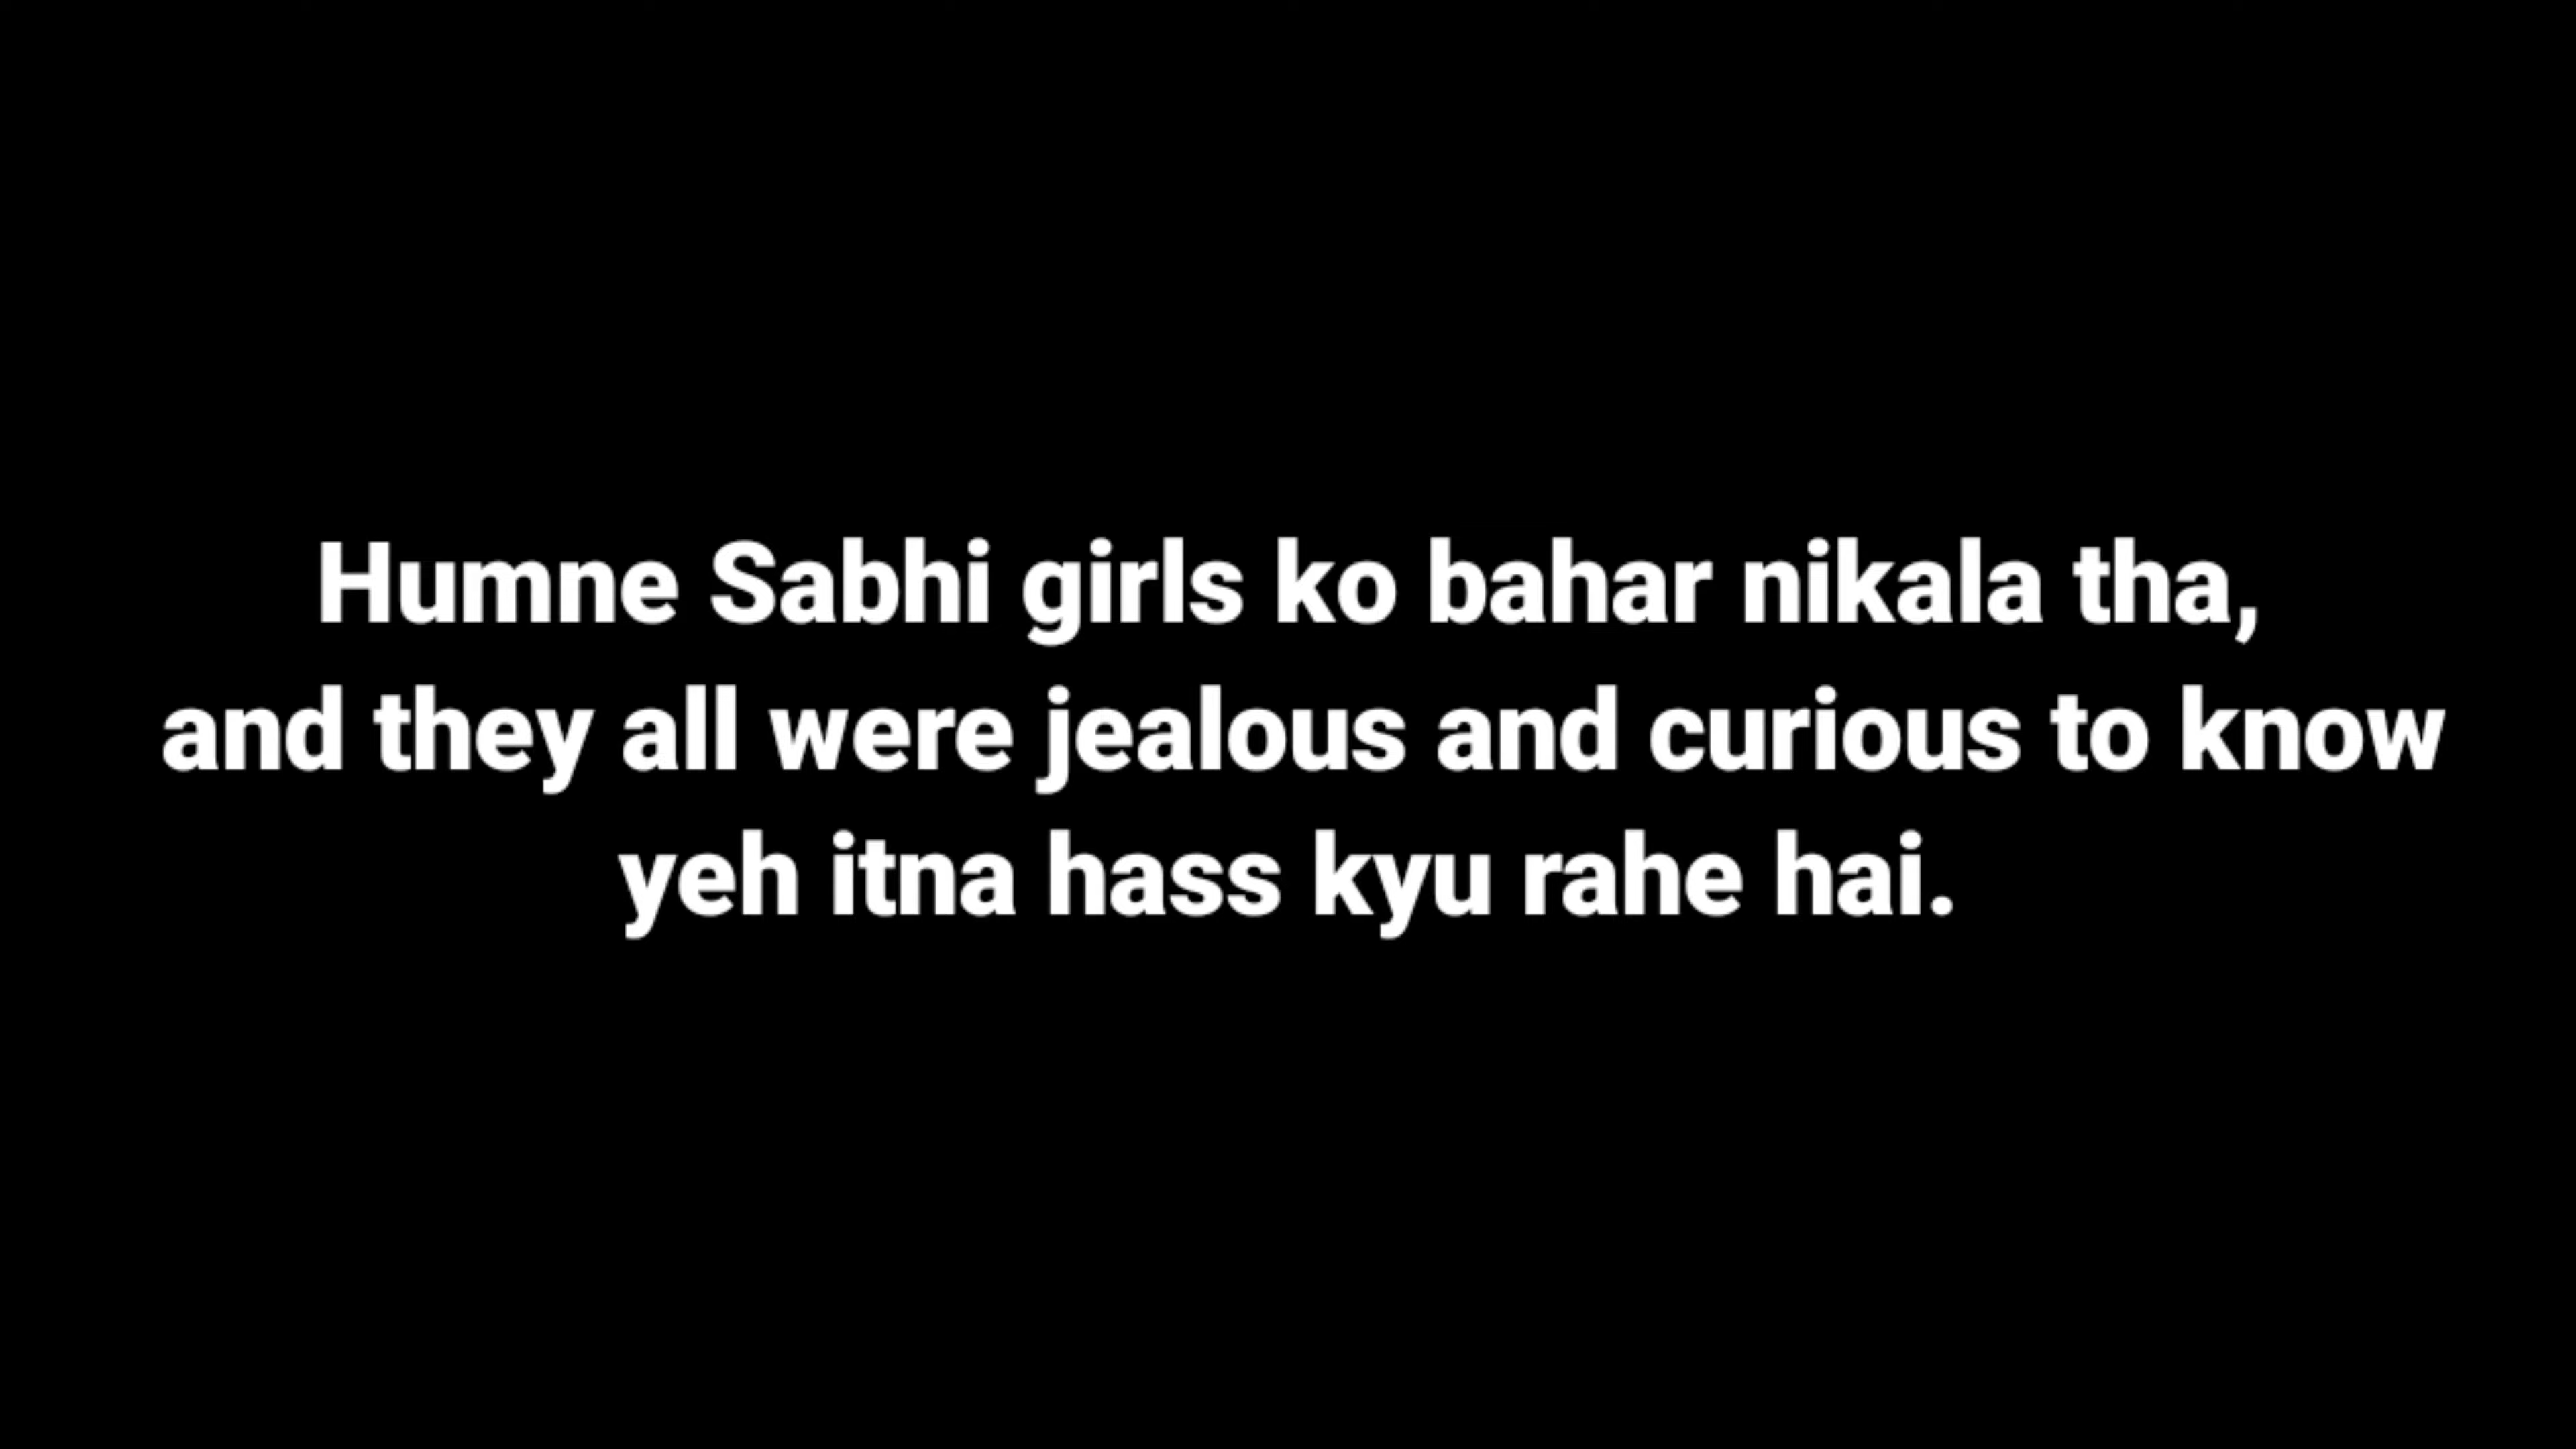 Humne Sabhi girls ko bahar nikala tha,
and they all were jealous and curious to know
yeh itna hass kyu rahe hai.